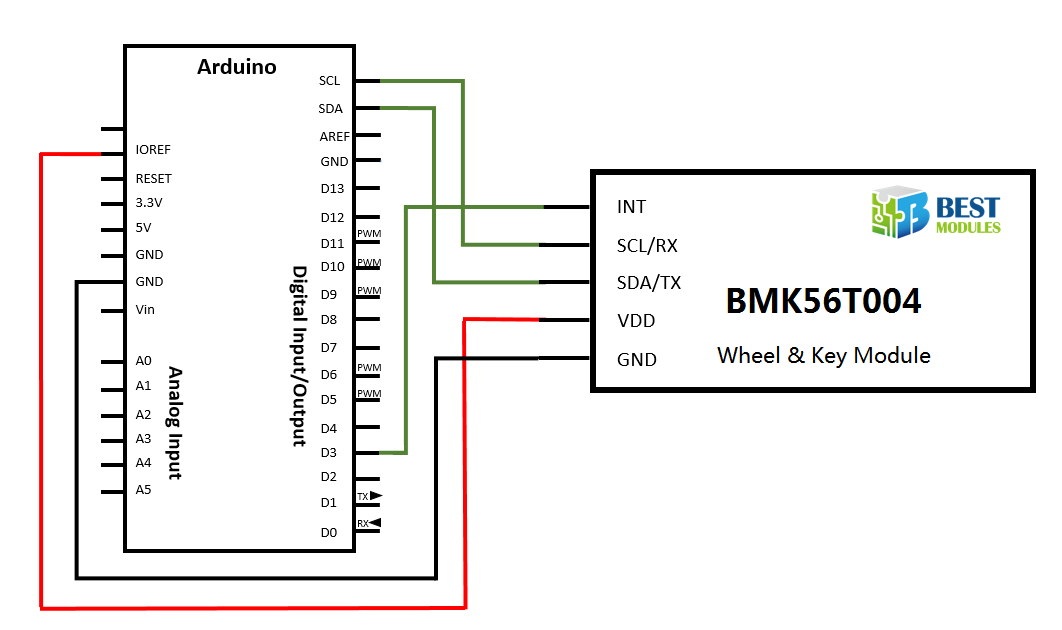 Arduino
SCL
SDA
AREF
GND
D13
D12
D11 PWM
D10 PWM
D9 PWM
D8
D7
D6 PWM
D5 PWM
D4
D3
D2
D1 TX
D0 RX
Digital Input/Output
IOREF
RESET
3.3V
5V
GND
GND
Vin
A0
A1
A2
A3
A4
A5
Analog Input
INT
SCL/RX
SDA/TX
VDD
GND
BEST
MODULES
BMK56T004
Wheel & Key Module